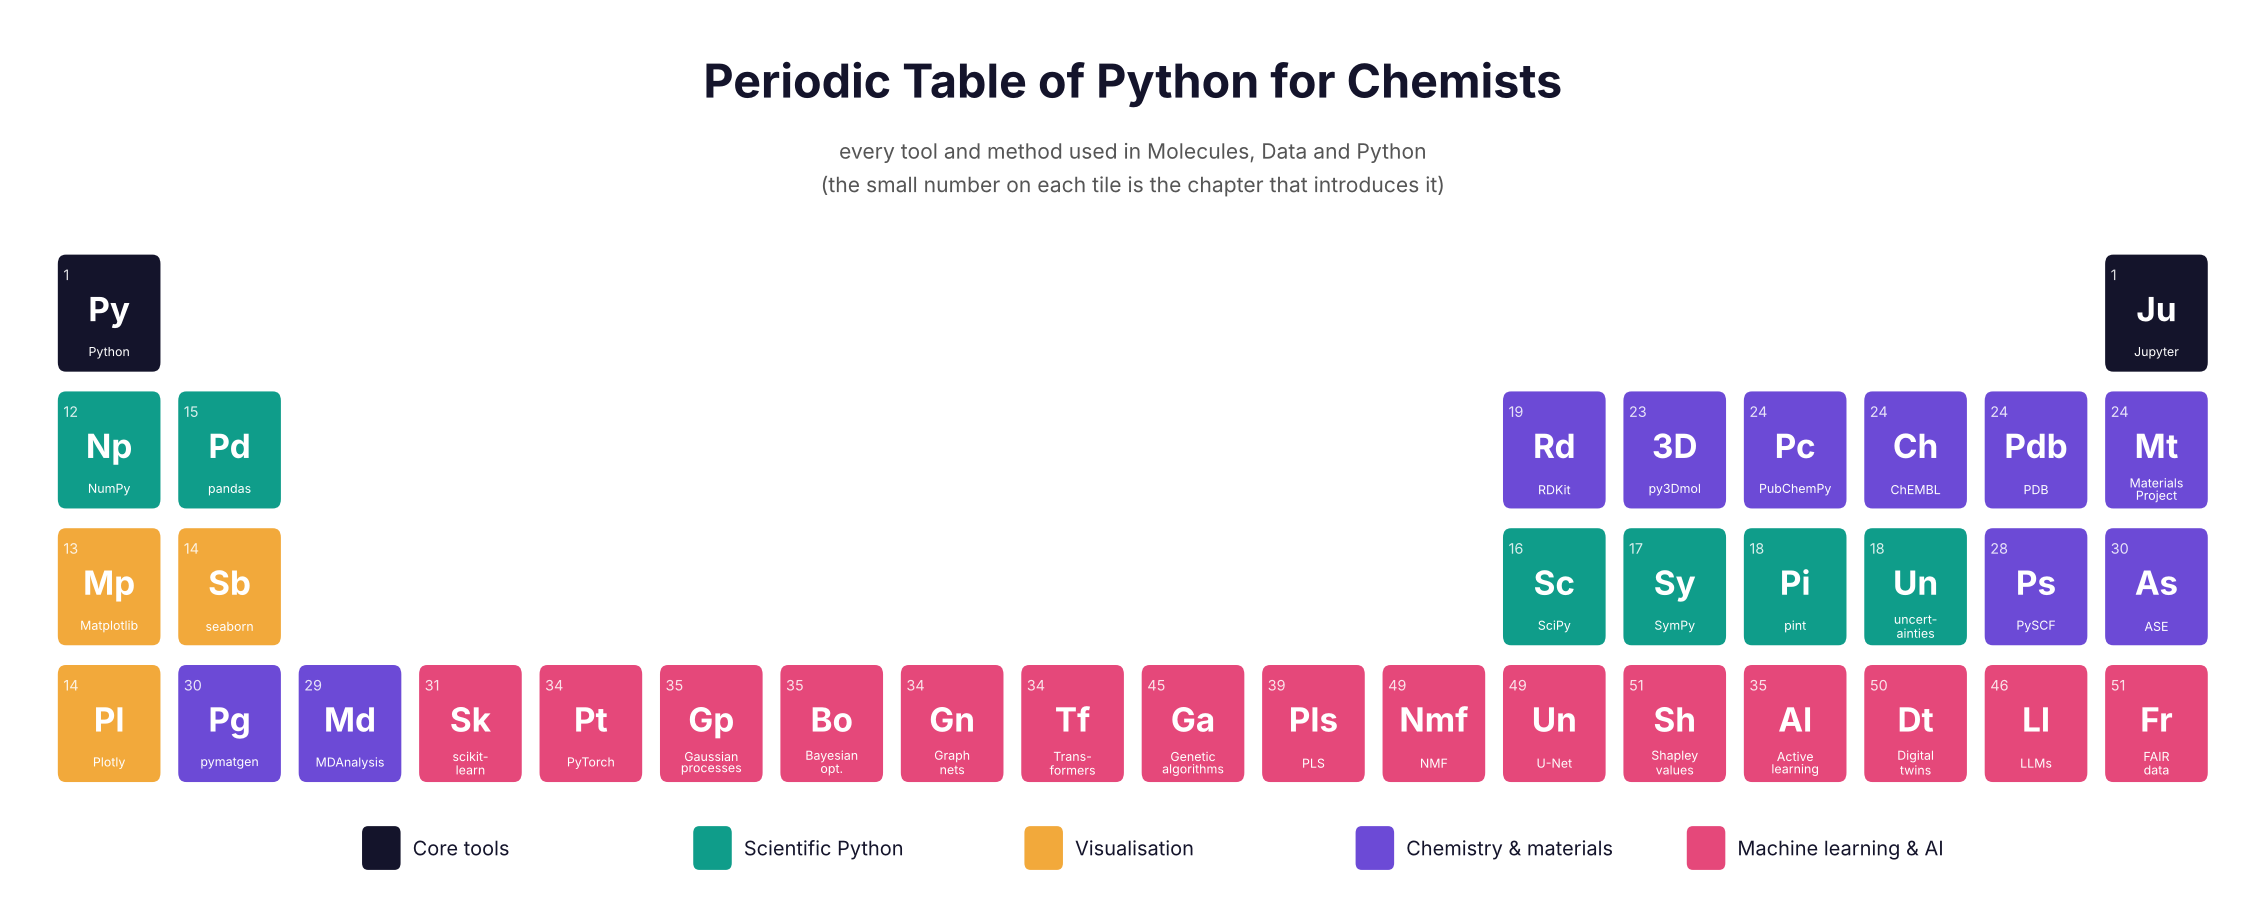 Periodic Table of Python for Chemists
every tool and method used in Molecules, Data and Python
(the small number on each tile is the chapter that introduces it)
1
Py
Python
1
Ju
Jupyter
12
Np
NumPy
15
Pd
pandas
19
Rd
RDKit
23
3D
py3Dmol
24
Pc
PubChemPy
24
Ch
ChEMBL
24
Pdb
PDB
24
Mt
Materials
Project
13
Mp
Matplotlib
14
Sb
seaborn
16
Sc
SciPy
17
Sy
SymPy
18
Pi
pint
18
Un
uncert-
ainties
28
Ps
PySCF
30
As
ASE
14
Pl
Plotly
30
Pg
pymatgen
29
Md
MDAnalysis
31
Sk
scikit-
learn
34
Pt
PyTorch
35
Gp
Gaussian
processes
35
Bo
Bayesian
opt.
34
Gn
Graph
nets
34
Tf
Trans-
formers
45
Ga
Genetic
algorithms
39
Pls
PLS
49
Nmf
NMF
49
Un
U-Net
51
Sh
Shapley
values
35
Al
Active
learning
50
Dt
Digital
twins
46
Ll
LLMs
51
Fr
FAIR
data
Core tools
Scientific Python
Visualisation
Chemistry & materials
Machine learning & AI